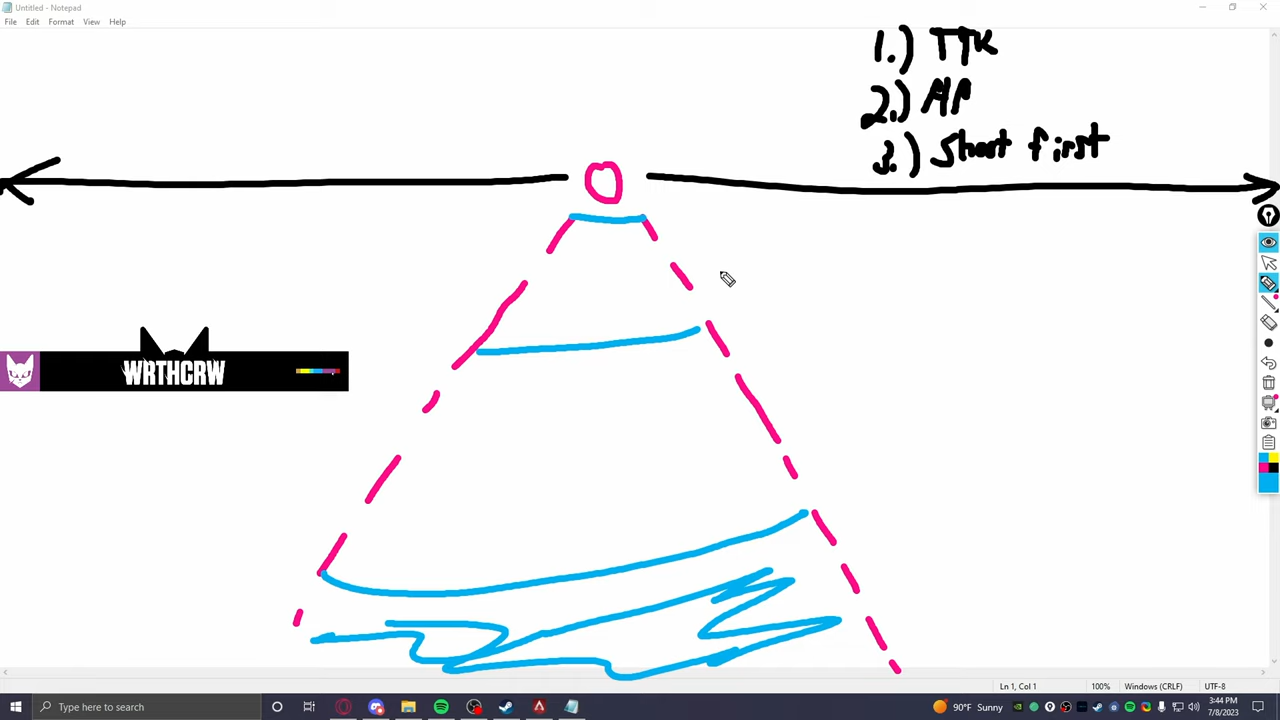 Untitled - Notepad
File Edit Format View Help
1.) TTK
2.)
3.) Shoot first
WRTHCRW
Ln 1, Col 1 100% Windows (CRLF) UTF-8
Type here to search
90°F Sunny
3:44 PM
7/8/2023